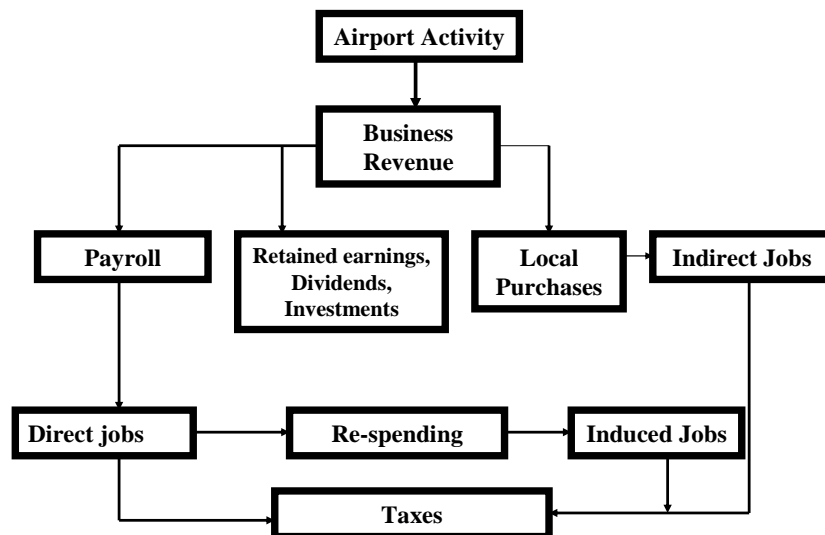 Airport Activity
Business
Revenue
Payroll
Retained earnings,
Dividends,
Investments
Local
Purchases
Indirect Jobs
Direct jobs
Re-spending
Induced Jobs
Taxes